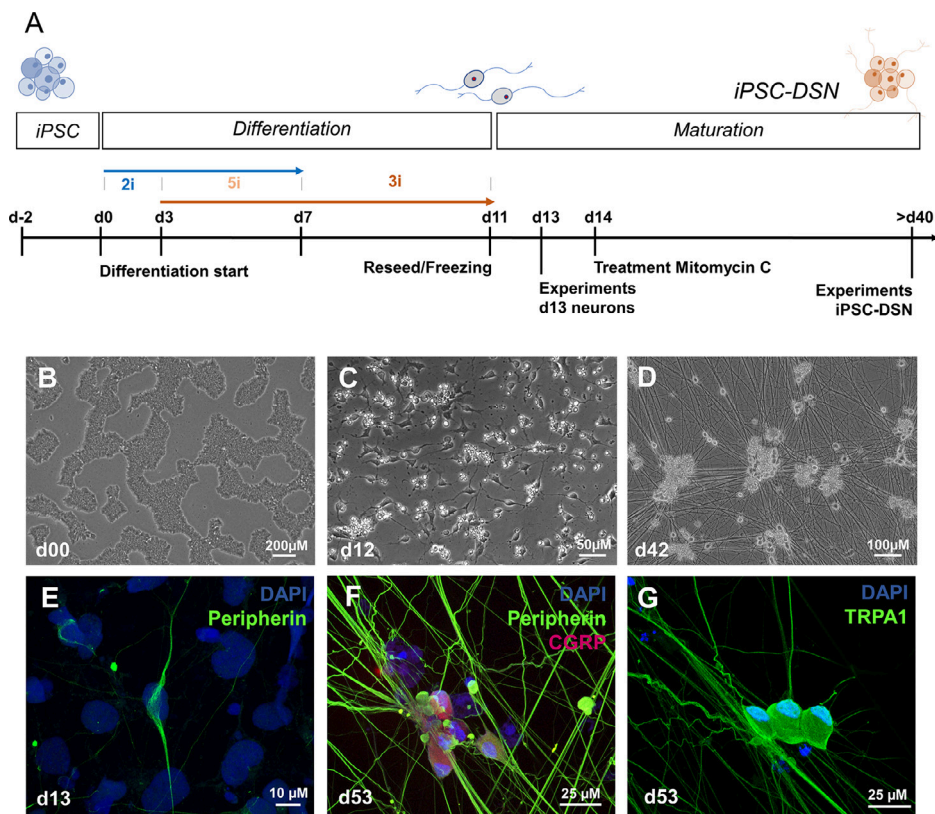 A
iPSC-DSN
iPSC
Differentiation
Maturation
2i
5i
3i
d-2
d0
d3
d7
d11
d13
d14
>d40
Differentiation start
Reseed/Freezing
Treatment Mitomycin C
Experiments
d13 neurons
Experiments
iPSC-DSN
B
d00
200µM
C
d12
50µM
D
d42
100µM
E
DAPI
Peripherin
d13
10 µM
F
DAPI
Peripherin
CGRP
d53
25 µM
G
DAPI
TRPA1
d53
25 µM